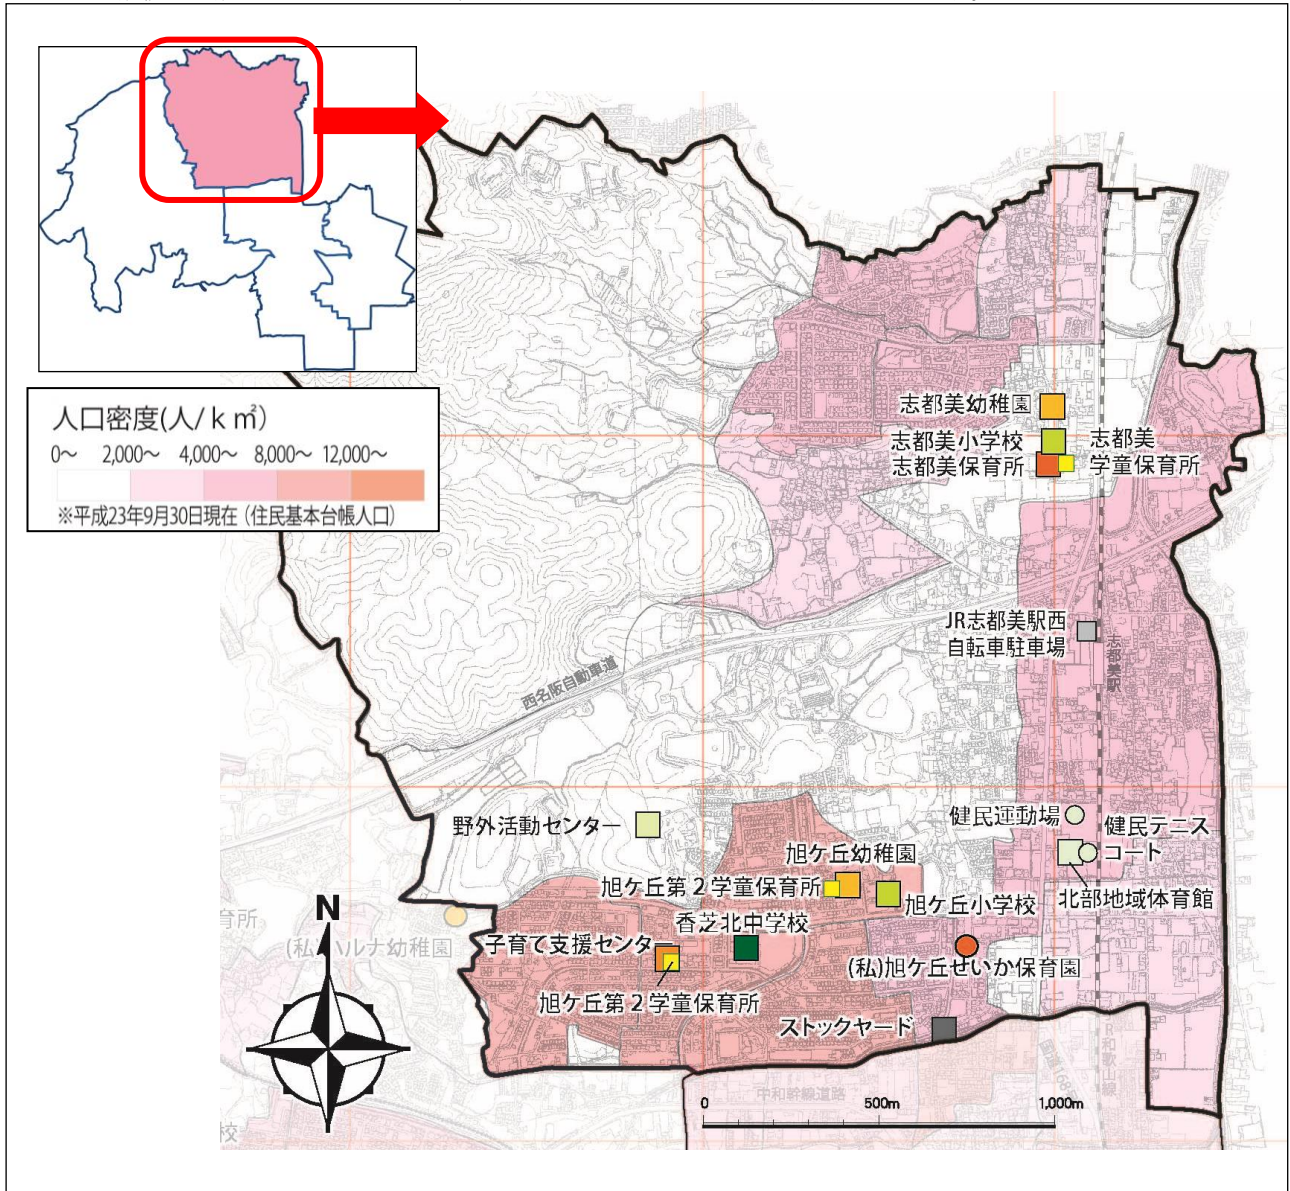 人口密度(人/ｋ㎡)
0～ 2,000～ 4,000～ 8,000～ 12,000～
※平成23年9月30日現在（住民基本台帳人口）
志都美幼稚園
志都美小学校
志都美保育所
志都美
学童保育所
JR志都美駅西
自転車駐車場
志都美駅
西名阪自動車道
野外活動センター
健民運動場
健民テニス
コート
北部地域体育館
旭ケ丘幼稚園
旭ケ丘第２学童保育所
旭ケ丘小学校
香芝北中学校
子育て支援センター
旭ケ丘第２学童保育所
(私)旭ケ丘せいか保育園
ストックヤード
育所
(私)ハルナ幼稚園
N
中和幹線道路
国道168号
JR和歌山線
校
0 500m 1,000m